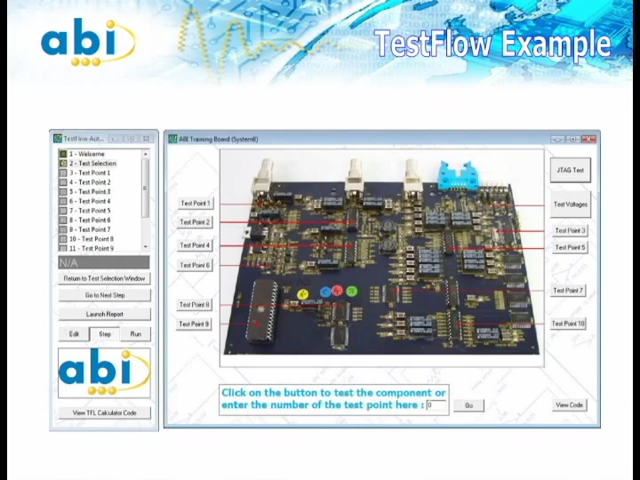 abi
TestFlow Example
TestFlow-Aut...
1 - Welcome
2 - Test Selection
3 - Test Point 1
4 - Test Point 2
5 - Test Point 3
6 - Test Point 4
7 - Test Point 5
8 - Test Point 6
9 - Test Point 7
10 - Test Point 8
11 - Test Point 9
N/A
Return to Test Selection Window
Go to Next Step
Launch Report
Edit
Step
Run
abi
View TFL Calculator Code
ABI Training Board (System8)
Test Point 1
Test Point 2
Test Point 4
Test Point 6
Test Point 8
Test Point 9
JTAG Test
Test Voltages
Test Point 3
Test Point 5
Test Point 7
Test Point 10
Click on the button to test the component or
enter the number of the test point here : 0
Go
View Code